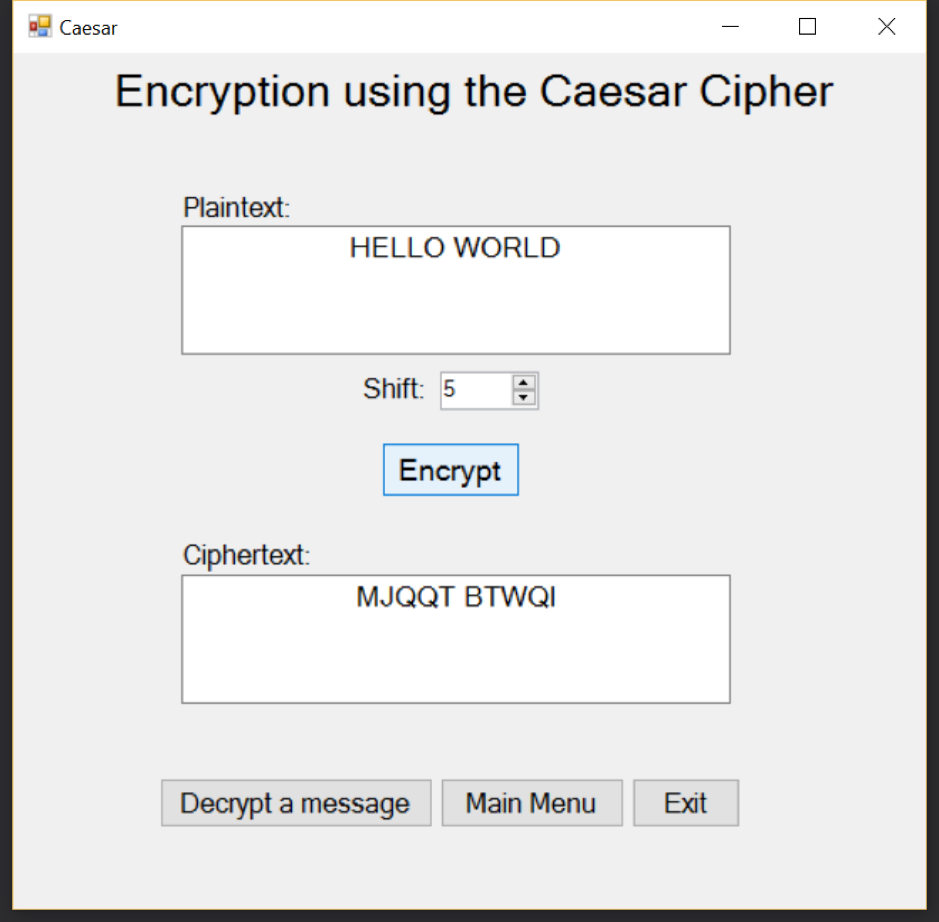 Caesar
Encryption using the Caesar Cipher
Plaintext:
HELLO WORLD
Shift: 5
Encrypt
Ciphertext:
MJQQT BTWQI
Decrypt a message Main Menu Exit